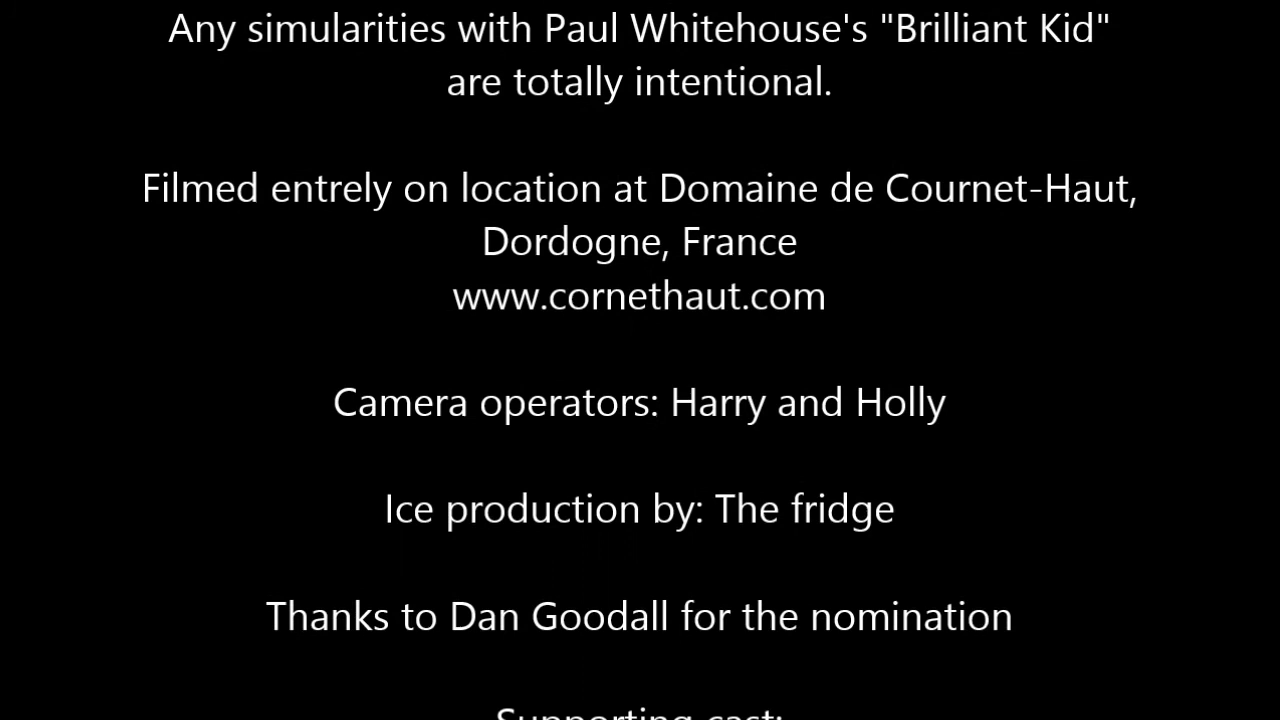 Any simularities with Paul Whitehouse's "Brilliant Kid"
are totally intentional.
Filmed entrely on location at Domaine de Cournet-Haut,
Dordogne, France
www.cornethaut.com
Camera operators: Harry and Holly
Ice production by: The fridge
Thanks to Dan Goodall for the nomination
Supporting cast: